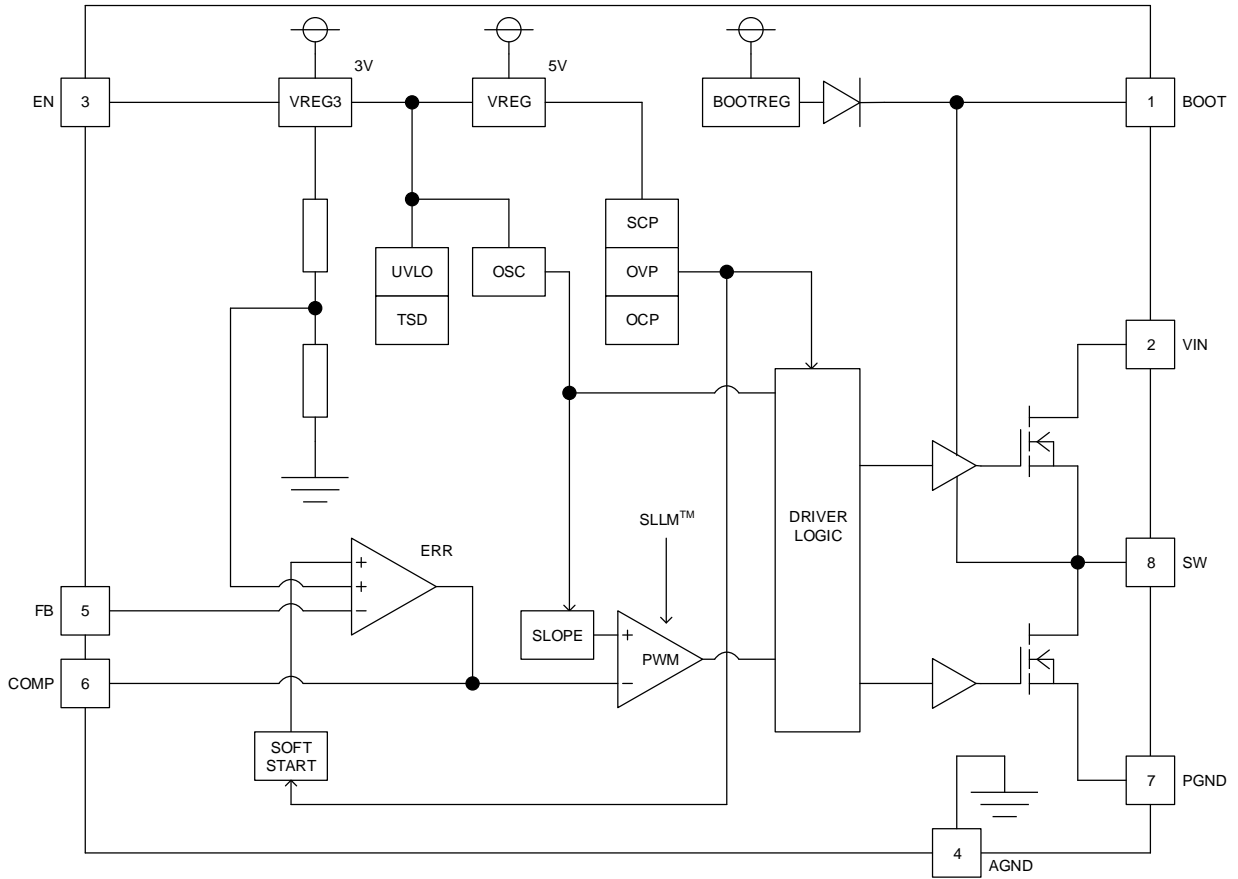 3V
5V
EN
3
VREG3
VREG
BOOTREG
1
BOOT
SCP
UVLO
OSC
OVP
TSD
OCP
2
VIN
SLLM™
DRIVER
LOGIC
ERR
+
+
−
8
SW
FB
5
SLOPE
+
PWM
−
COMP
6
SOFT
START
7
PGND
4
AGND